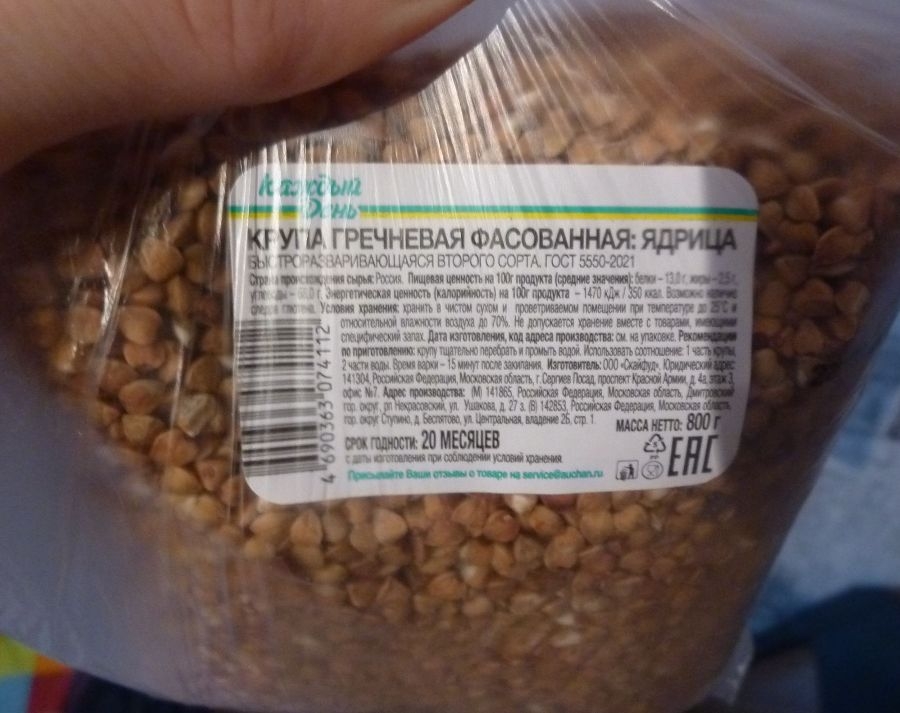 Каждый
День
КРУПА ГРЕЧНЕВАЯ ФАСОВАННАЯ: ЯДРИЦА
БЫСТРОРАЗВАРИВАЮЩАЯСЯ ВТОРОГО СОРТА. ГОСТ 5550-2021
Страна происхождения сырья: Россия. Пищевая ценность на 100г продукта (средние значения): белки – 13,0 г, жиры – 2,5 г,
углеводы – 68,0 г. Энергетическая ценность (калорийность) на 100г продукта – 1470 кДж / 350 ккал. Возможно наличие
следов глютена. Условия хранения: хранить в чистом сухом и проветриваемом помещении при температуре до 25°С и
относительной влажности воздуха до 70%. Не допускается хранение вместе с товарами, имеющими
специфический запах. Дата изготовления, код адреса производства: см. на упаковке. Рекомендации
по приготовлению: крупу тщательно перебрать и промыть водой. Использовать соотношение: 1 часть крупы,
2 части воды. Время варки – 15 минут после закипания. Изготовитель: ООО «Скайфуд». Юридический адрес:
141304, Российская Федерация, Московская область, г. Сергиев Посад, проспект Красной Армии, д. 4а, этаж 3,
офис №7. Адрес производства: (М) 141865, Российская Федерация, Московская область, Дмитровский
гор. округ, рп Некрасовский, ул. Ушакова, д. 27 з. (В) 142853, Российская Федерация, Московская область,
гор. округ Ступино, д. Беспятово, ул. Центральная, владение 2Б, стр. 1.
МАССА НЕТТО: 800 г
СРОК ГОДНОСТИ: 20 МЕСЯЦЕВ
с даты изготовления при соблюдении условий хранения.
Присылайте Ваши отзывы о товаре на service@auchan.ru
EAC
4 690363 074112